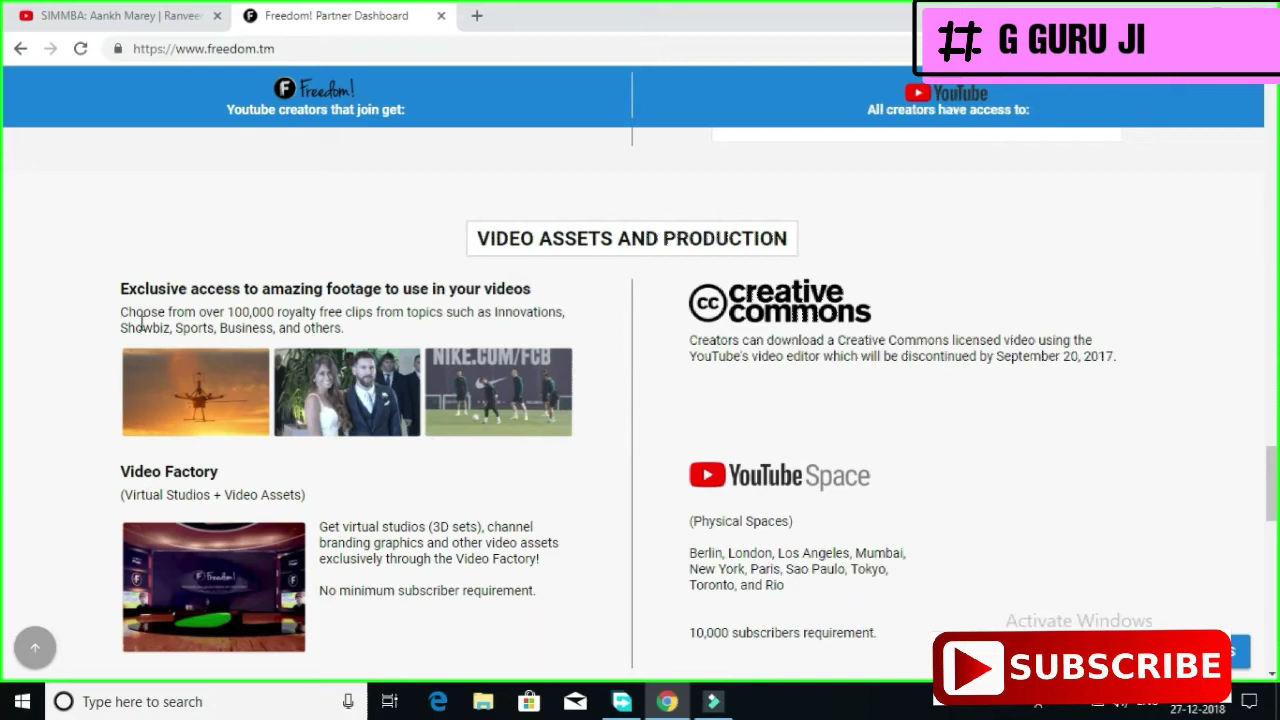 SIMMBA: Aankh Marey | Ranvee
Freedom! Partner Dashboard
# G GURU JI
https://www.freedom.tm
F Freedom!
Youtube creators that join get:
YouTube
All creators have access to:
VIDEO ASSETS AND PRODUCTION
Exclusive access to amazing footage to use in your videos
Choose from over 100,000 royalty free clips from topics such as Innovations,
Showbiz, Sports, Business, and others.
NIKE.COM/FCB
cc creative
commons
Creators can download a Creative Commons licensed video using the
YouTube's video editor which will be discontinued by September 20, 2017.
Video Factory
(Virtual Studios + Video Assets)
Freedom!
Get virtual studios (3D sets), channel
branding graphics and other video assets
exclusively through the Video Factory!
No minimum subscriber requirement.
YouTube Space
(Physical Spaces)
Berlin, London, Los Angeles, Mumbai,
New York, Paris, Sao Paulo, Tokyo,
Toronto, and Rio
10,000 subscribers requirement.
Activate Windows
SUBSCRIBE
Type here to search
27-12-2018